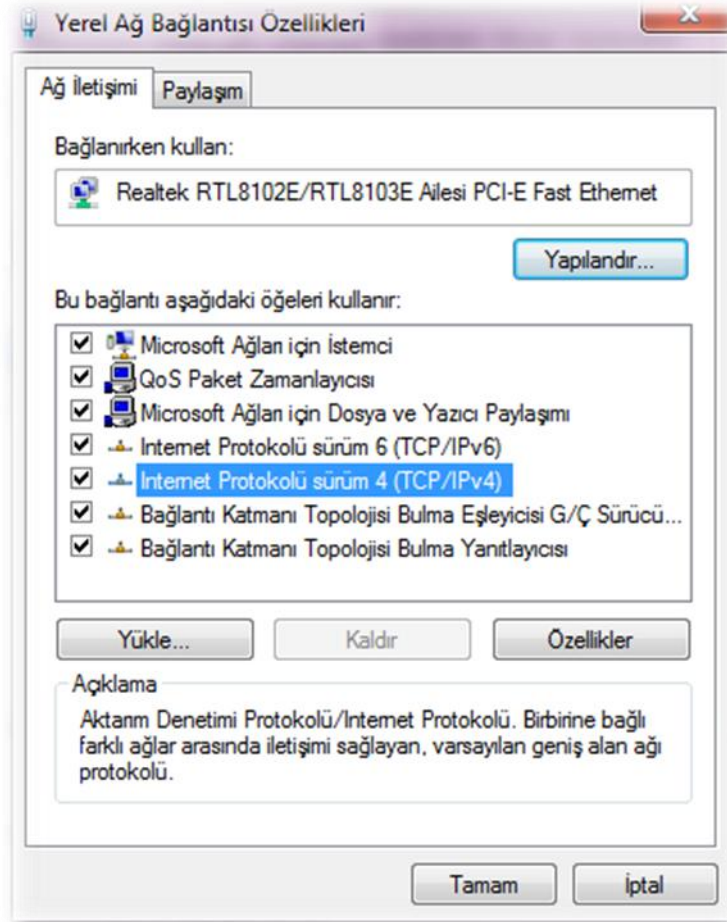 Yerel Ağ Bağlantısı Özellikleri
Ağ İletişimi
Paylaşım
Bağlanırken kullan:
Realtek RTL8102E/RTL8103E Ailesi PCI-E Fast Ethernet
Yapılandır...
Bu bağlantı aşağıdaki öğeleri kullanır:
Microsoft Ağları için İstemci
QoS Paket Zamanlayıcısı
Microsoft Ağları için Dosya ve Yazıcı Paylaşımı
Internet Protokolü sürüm 6 (TCP/IPv6)
Internet Protokolü sürüm 4 (TCP/IPv4)
Bağlantı Katmanı Topolojisi Bulma Eşleyicisi G/Ç Sürücü...
Bağlantı Katmanı Topolojisi Bulma Yanıtlayıcısı
Yükle...
Kaldır
Özellikler
Açıklama
Aktarım Denetimi Protokolü/Internet Protokolü. Birbirine bağlı
farklı ağlar arasında iletişimi sağlayan, varsayılan geniş alan ağı
protokolü.
Tamam
İptal